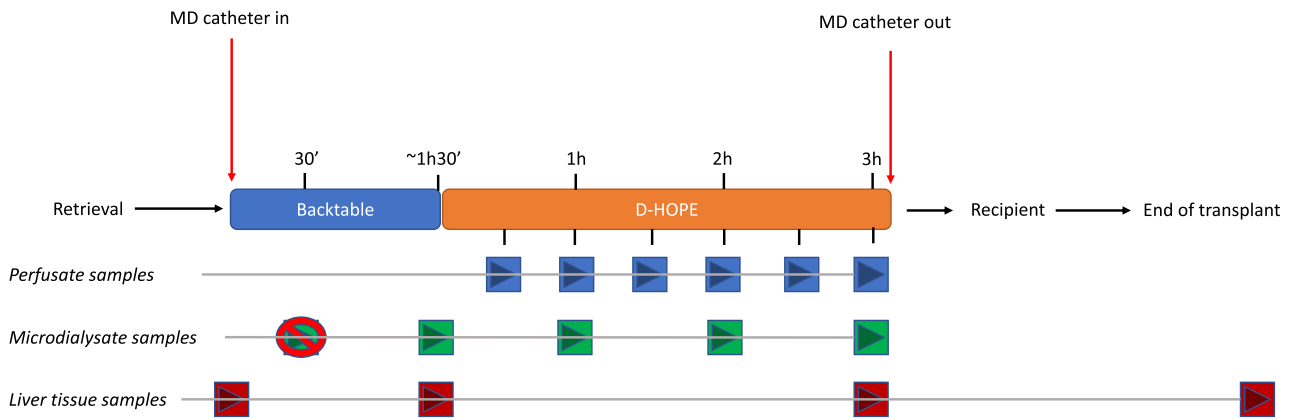 MD catheter in
MD catheter out
30’
~1h30’
1h
2h
3h
Retrieval
Backtable
D-HOPE
Recipient
End of transplant
Perfusate samples
Microdialysate samples
Liver tissue samples